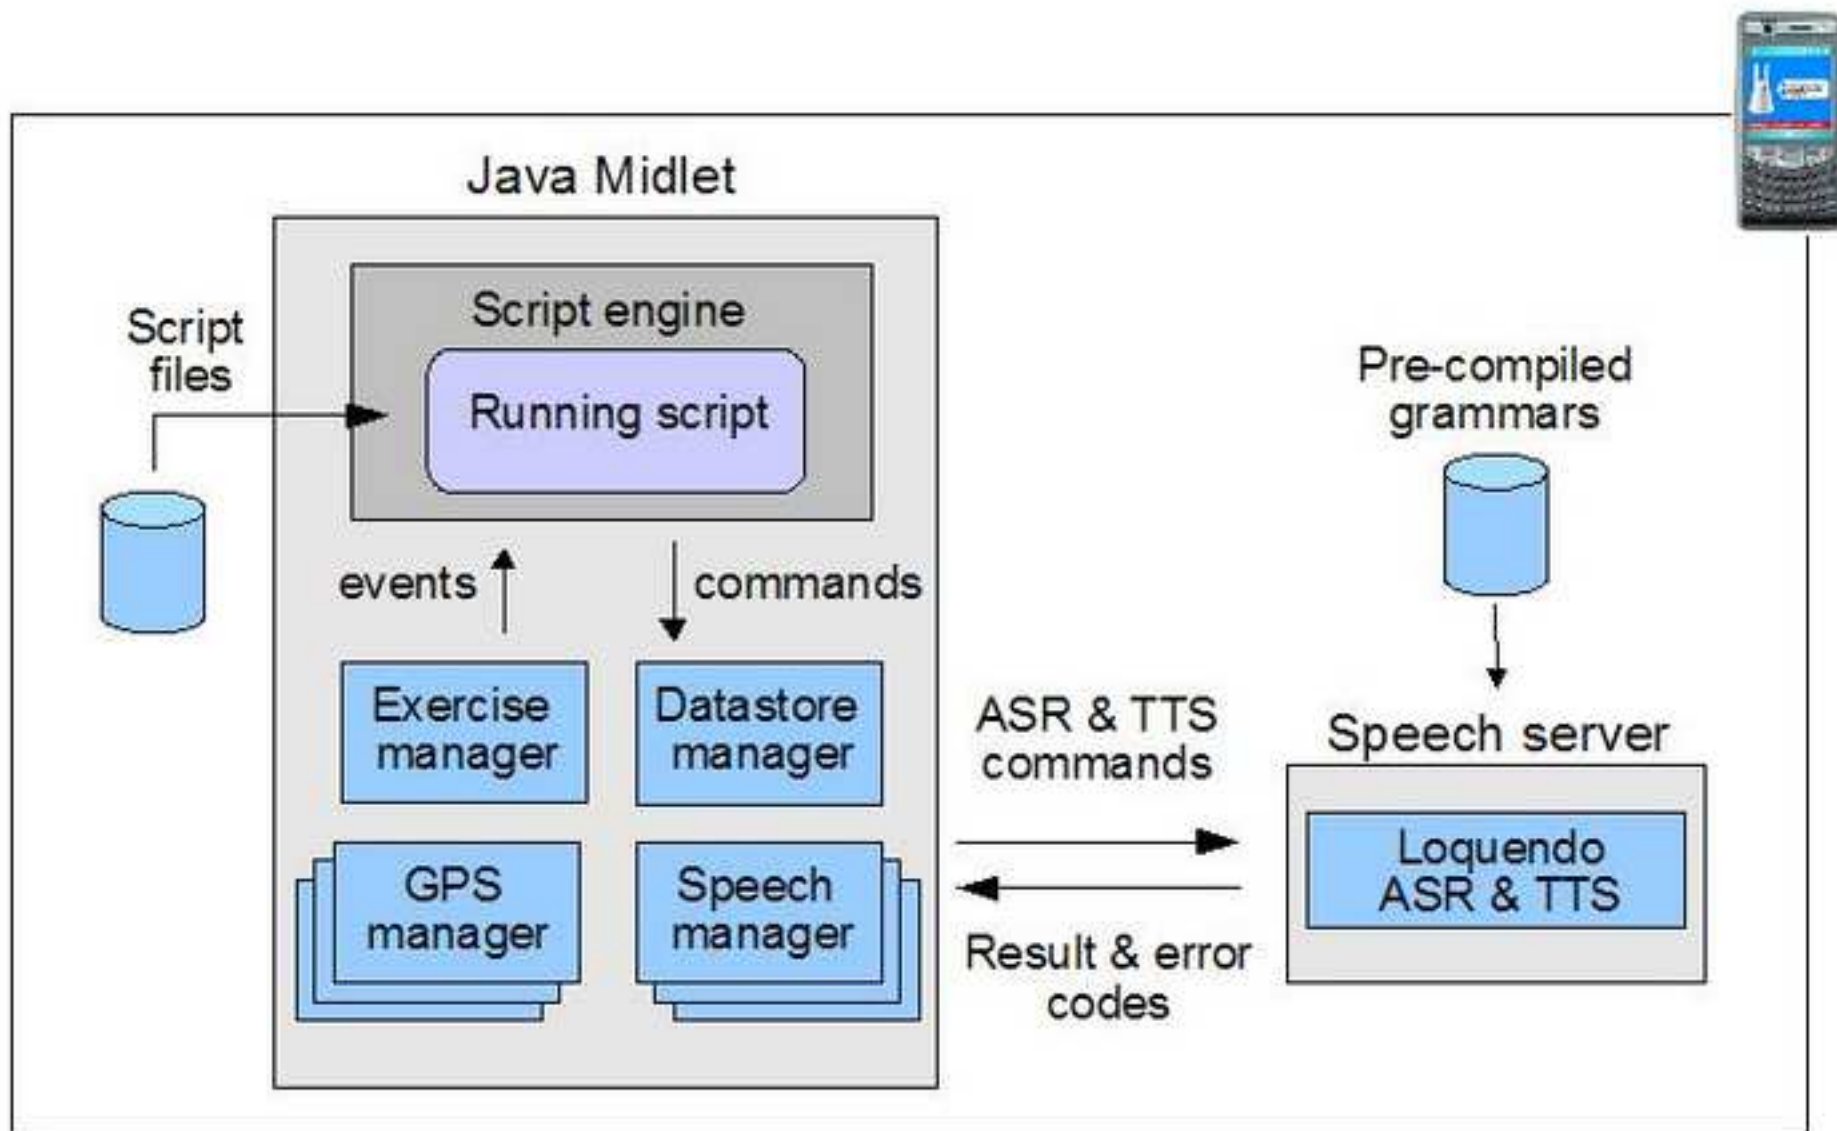 Java Midlet
Script engine
Running script
Script
files
events
commands
Exercise
manager
Datastore
manager
GPS
manager
Speech
manager
ASR & TTS
commands
Result & error
codes
Pre-compiled
grammars
Speech server
Loquendo
ASR & TTS